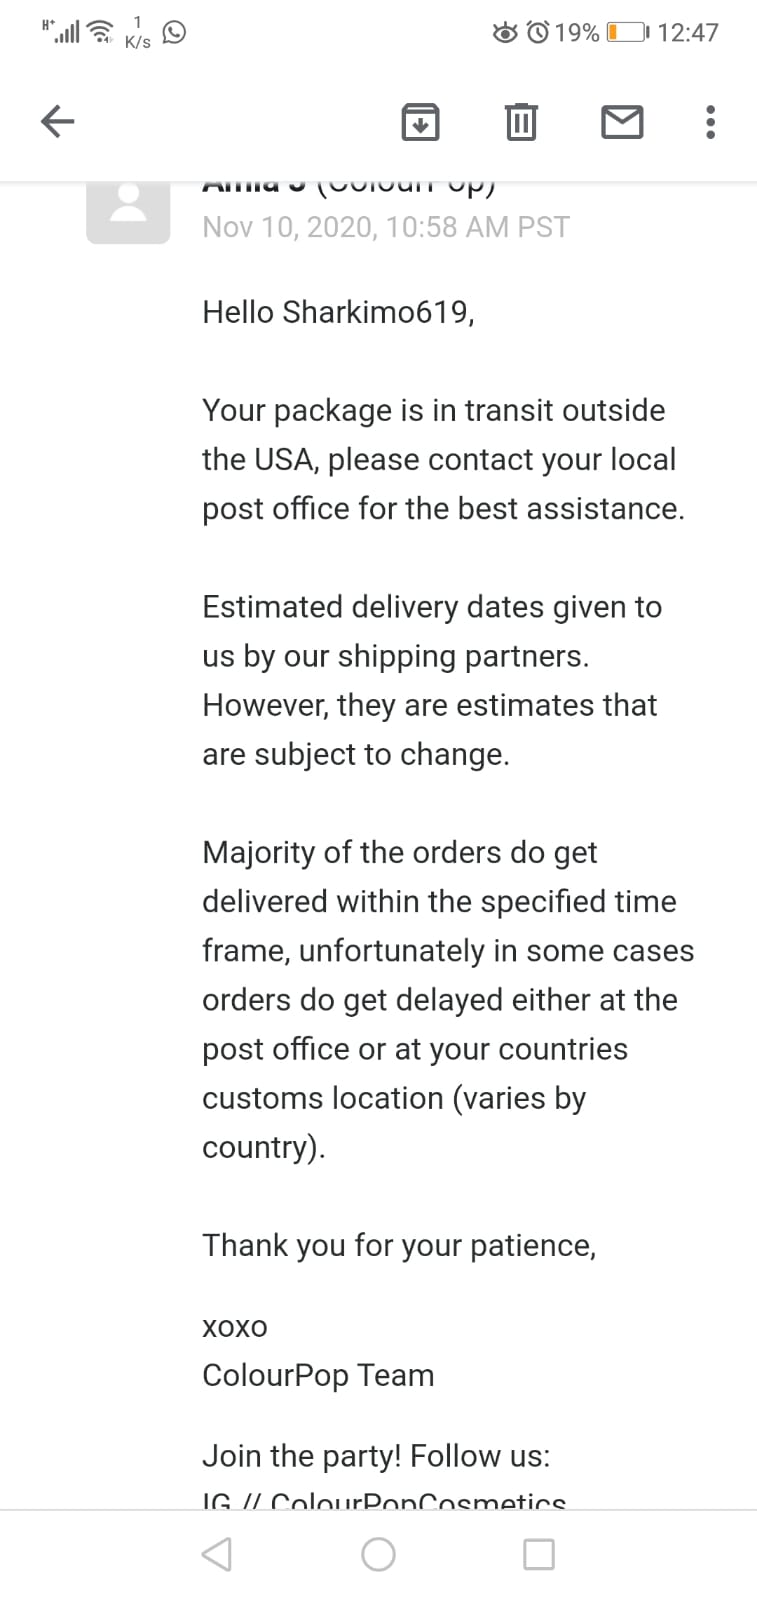 H+ 1 K/s 19% 12:47
Nov 10, 2020, 10:58 AM PST
Hello Sharkimo619,
Your package is in transit outside
the USA, please contact your local
post office for the best assistance.
Estimated delivery dates given to
us by our shipping partners.
However, they are estimates that
are subject to change.
Majority of the orders do get
delivered within the specified time
frame, unfortunately in some cases
orders do get delayed either at the
post office or at your countries
customs location (varies by
country).
Thank you for your patience,
xoxo
ColourPop Team
Join the party! Follow us:
IG // ColourPopCosmetics